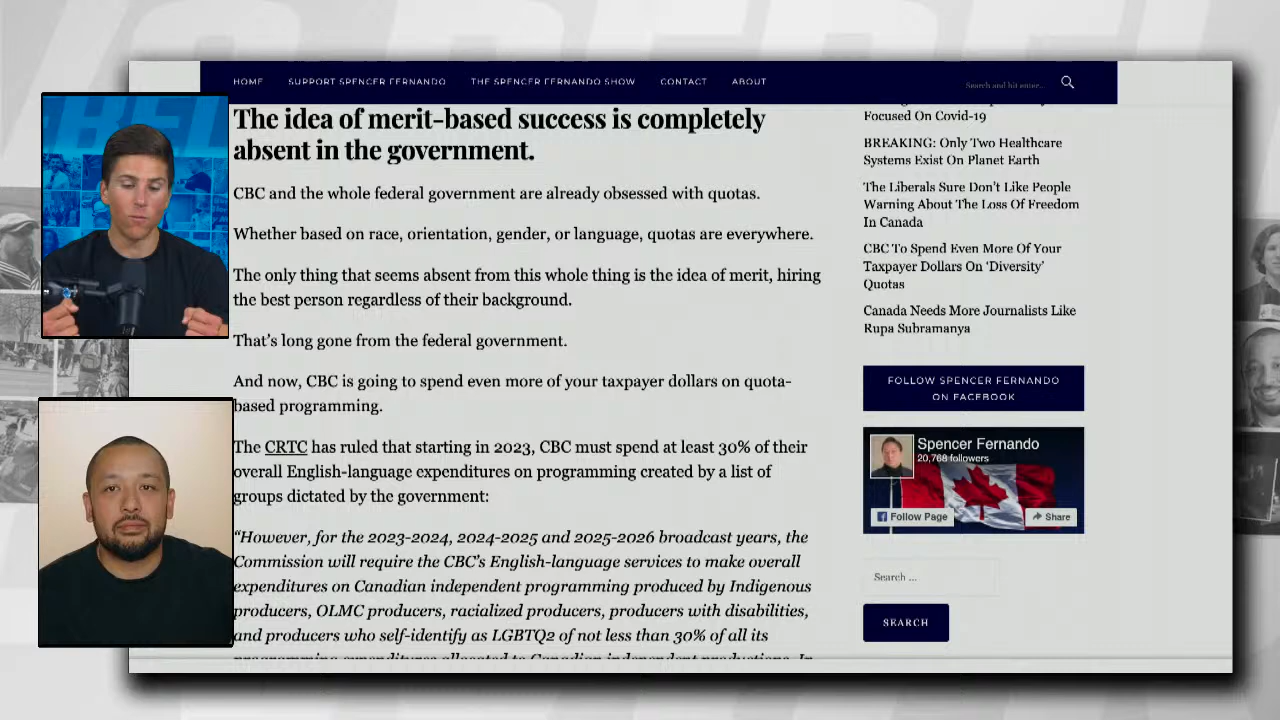 HOME SUPPORT SPENCER FERNANDO THE SPENCER FERNANDO SHOW CONTACT ABOUT
Search and hit enter...
The idea of merit-based success is completely
absent in the government.
CBC and the whole federal government are already obsessed with quotas.
Whether based on race, orientation, gender, or language, quotas are everywhere.
The only thing that seems absent from this whole thing is the idea of merit, hiring
the best person regardless of their background.
That's long gone from the federal government.
And now, CBC is going to spend even more of your taxpayer dollars on quota-
based programming.
The CRTC has ruled that starting in 2023, CBC must spend at least 30% of their
overall English-language expenditures on programming created by a list of
groups dictated by the government:
“However, for the 2023-2024, 2024-2025 and 2025-2026 broadcast years, the
Commission will require the CBC's English-language services to make overall
expenditures on Canadian independent programming produced by Indigenous
producers, OLMC producers, racialized producers, producers with disabilities,
and producers who self-identify as LGBTQ2 of not less than 30% of all its
programming expenditures allocated to Canadian independent productions. In
Focused On Covid-19
BREAKING: Only Two Healthcare
Systems Exist On Planet Earth
The Liberals Sure Don't Like People
Warning About The Loss Of Freedom
In Canada
CBC To Spend Even More Of Your
Taxpayer Dollars On ‘Diversity’
Quotas
Canada Needs More Journalists Like
Rupa Subramanya
FOLLOW SPENCER FERNANDO
ON FACEBOOK
Spencer Fernando
20,768 followers
Follow Page
Share
Search ...
SEARCH